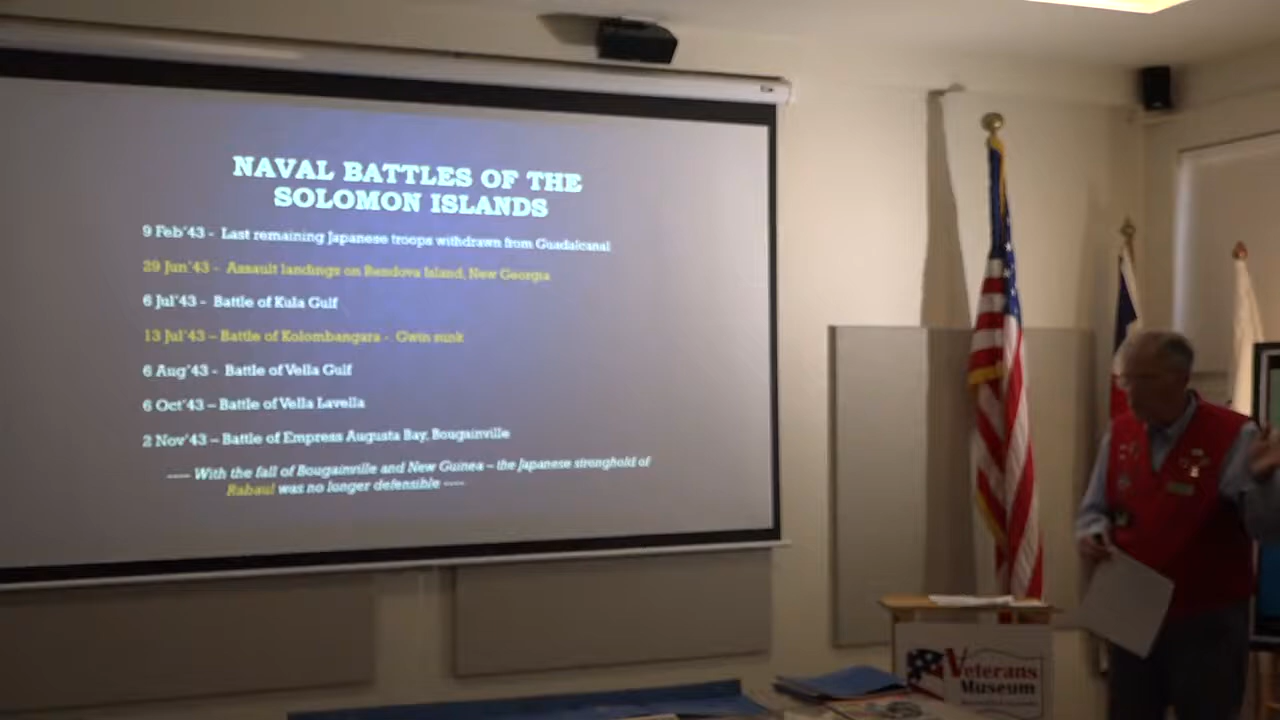 NAVAL BATTLES OF THE
SOLOMON ISLANDS
9 Feb'43 - Last remaining Japanese troops withdrawn from Guadalcanal
29 Jun'43 - Assault landings on Rendova Island, New Georgia
6 Jul'43 - Battle of Kula Gulf
13 Jul'43 – Battle of Kolombangara - Gwin sunk
6 Aug'43 - Battle of Vella Gulf
6 Oct'43 – Battle of Vella Lavella
2 Nov'43 – Battle of Empress Augusta Bay, Bougainville
---- With the fall of Bougainville and New Guinea – the Japanese stronghold of
Rabaul was no longer defensible ----
Veterans
Museum